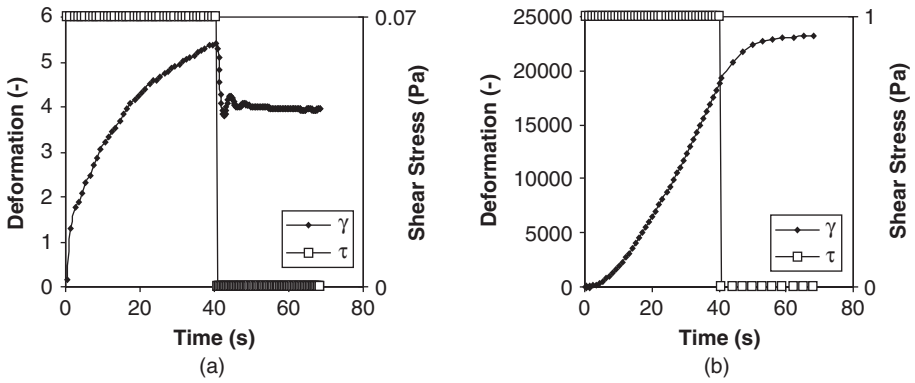 6
5
4
3
2
1
0
Deformation (-)
0.07
0
Shear Stress (Pa)
γ
τ
0
20
40
60
80
Time (s)
(a)
25000
20000
15000
10000
5000
0
Deformation (-)
1
0
Shear Stress (Pa)
γ
τ
0
20
40
60
80
Time (s)
(b)